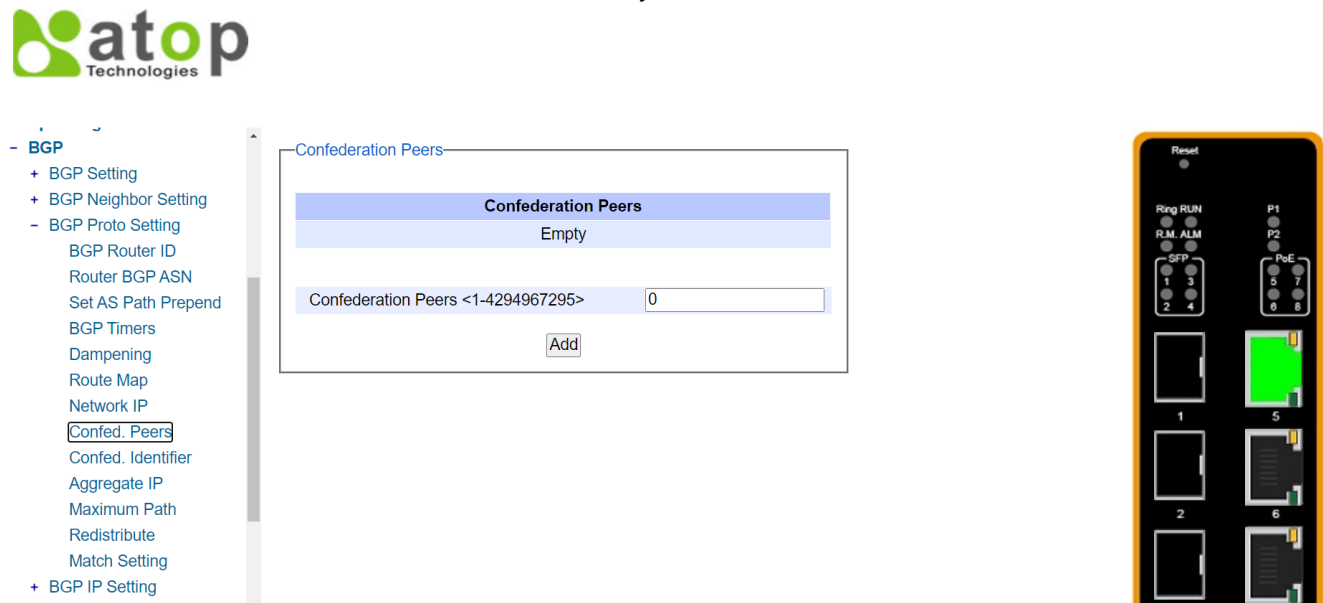 atop
Technologies
- BGP
+ BGP Setting
+ BGP Neighbor Setting
- BGP Proto Setting
BGP Router ID
Router BGP ASN
Set AS Path Prepend
BGP Timers
Dampening
Route Map
Network IP
Confed. Peers
Confed. Identifier
Aggregate IP
Maximum Path
Redistribute
Match Setting
+ BGP IP Setting
Confederation Peers
Confederation Peers
Empty
Confederation Peers <1-4294967295> 0
Add
Reset
Ring RUN P1
R.M. ALM P2
SFP PoE
1 3 5 7
2 4 6 8
1 5
2 6